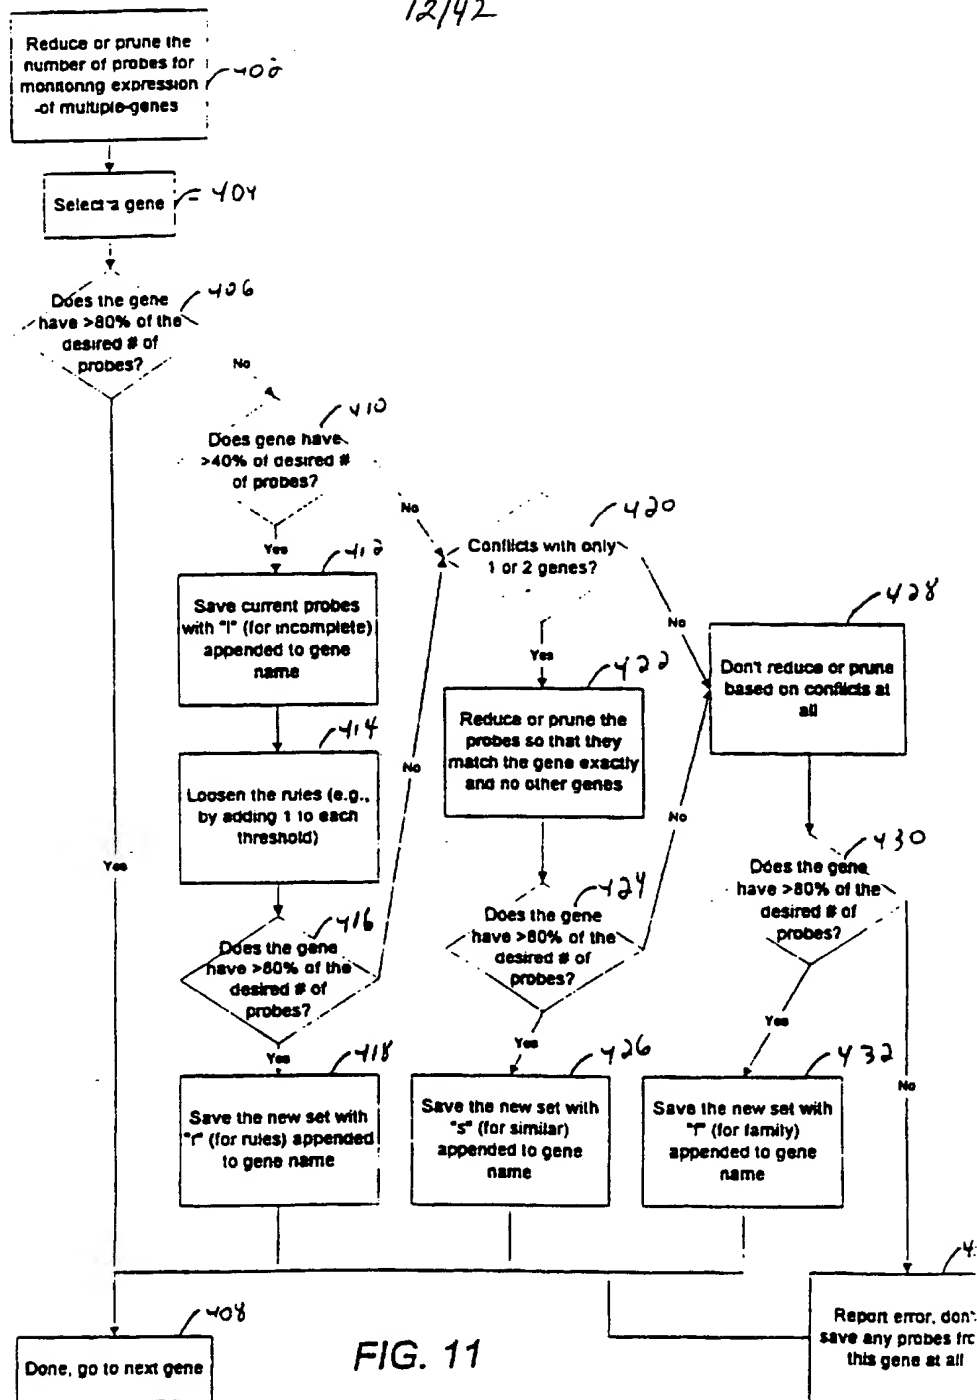 12/42
Reduce or prune the
number of probes for
monitoring expression
of multiple genes
Select a gene
404
Does the gene
have >80% of the
desired # of
probes?
406
No
Does gene have
>40% of desired #
of probes?
410
No
Yes
Conflicts with only
1 or 2 genes?
420
No
Yes
412
Save current probes
with "I" (for incomplete)
appended to gene
name
422
Reduce or prune the
probes so that they
match the gene exactly
and no other genes
428
Don't reduce or prune
based on conflicts at
all
414
Loosen the rules (e.g.,
by adding 1 to each
threshold)
No
No
Yes
416
Does the gene
have >80% of the
desired # of
probes?
424
Does the gene
have >80% of the
desired # of
probes?
430
Does the gene
have >80% of the
desired # of
probes?
Yes
Yes
Yes
No
418
Save the new set with
"r" (for rules) appended
to gene name
426
Save the new set with
"s" (for similar)
appended to gene
name
432
Save the new set with
"f" (for family)
appended to gene
name
408
Done, go to next gene
Report error, don'
save any probes
this gene at all
FIG. 11